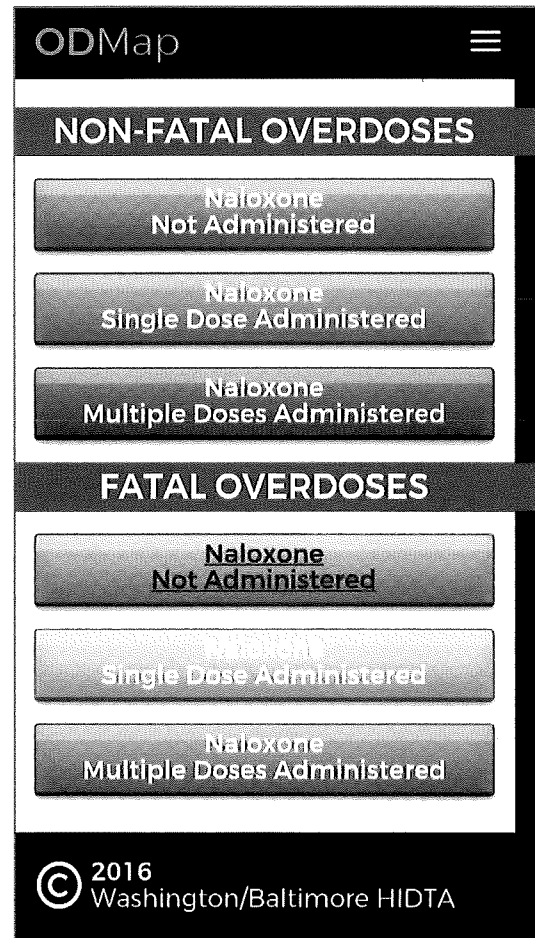 ODMap
NON-FATAL OVERDOSES
Naloxone
Not Administered
Naloxone
Single Dose Administered
Naloxone
Multiple Doses Administered
FATAL OVERDOSES
Naloxone
Not Administered
Naloxone
Single Dose Administered
Naloxone
Multiple Doses Administered
© 2016
Washington/Baltimore HIDTA